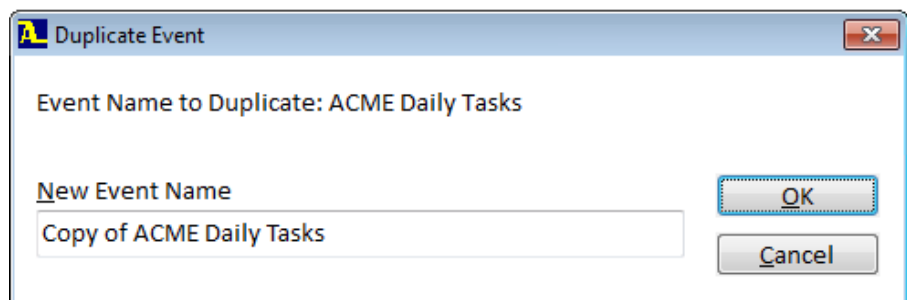 Duplicate Event
Event Name to Duplicate: ACME Daily Tasks
New Event Name
OK
Copy of ACME Daily Tasks
Cancel